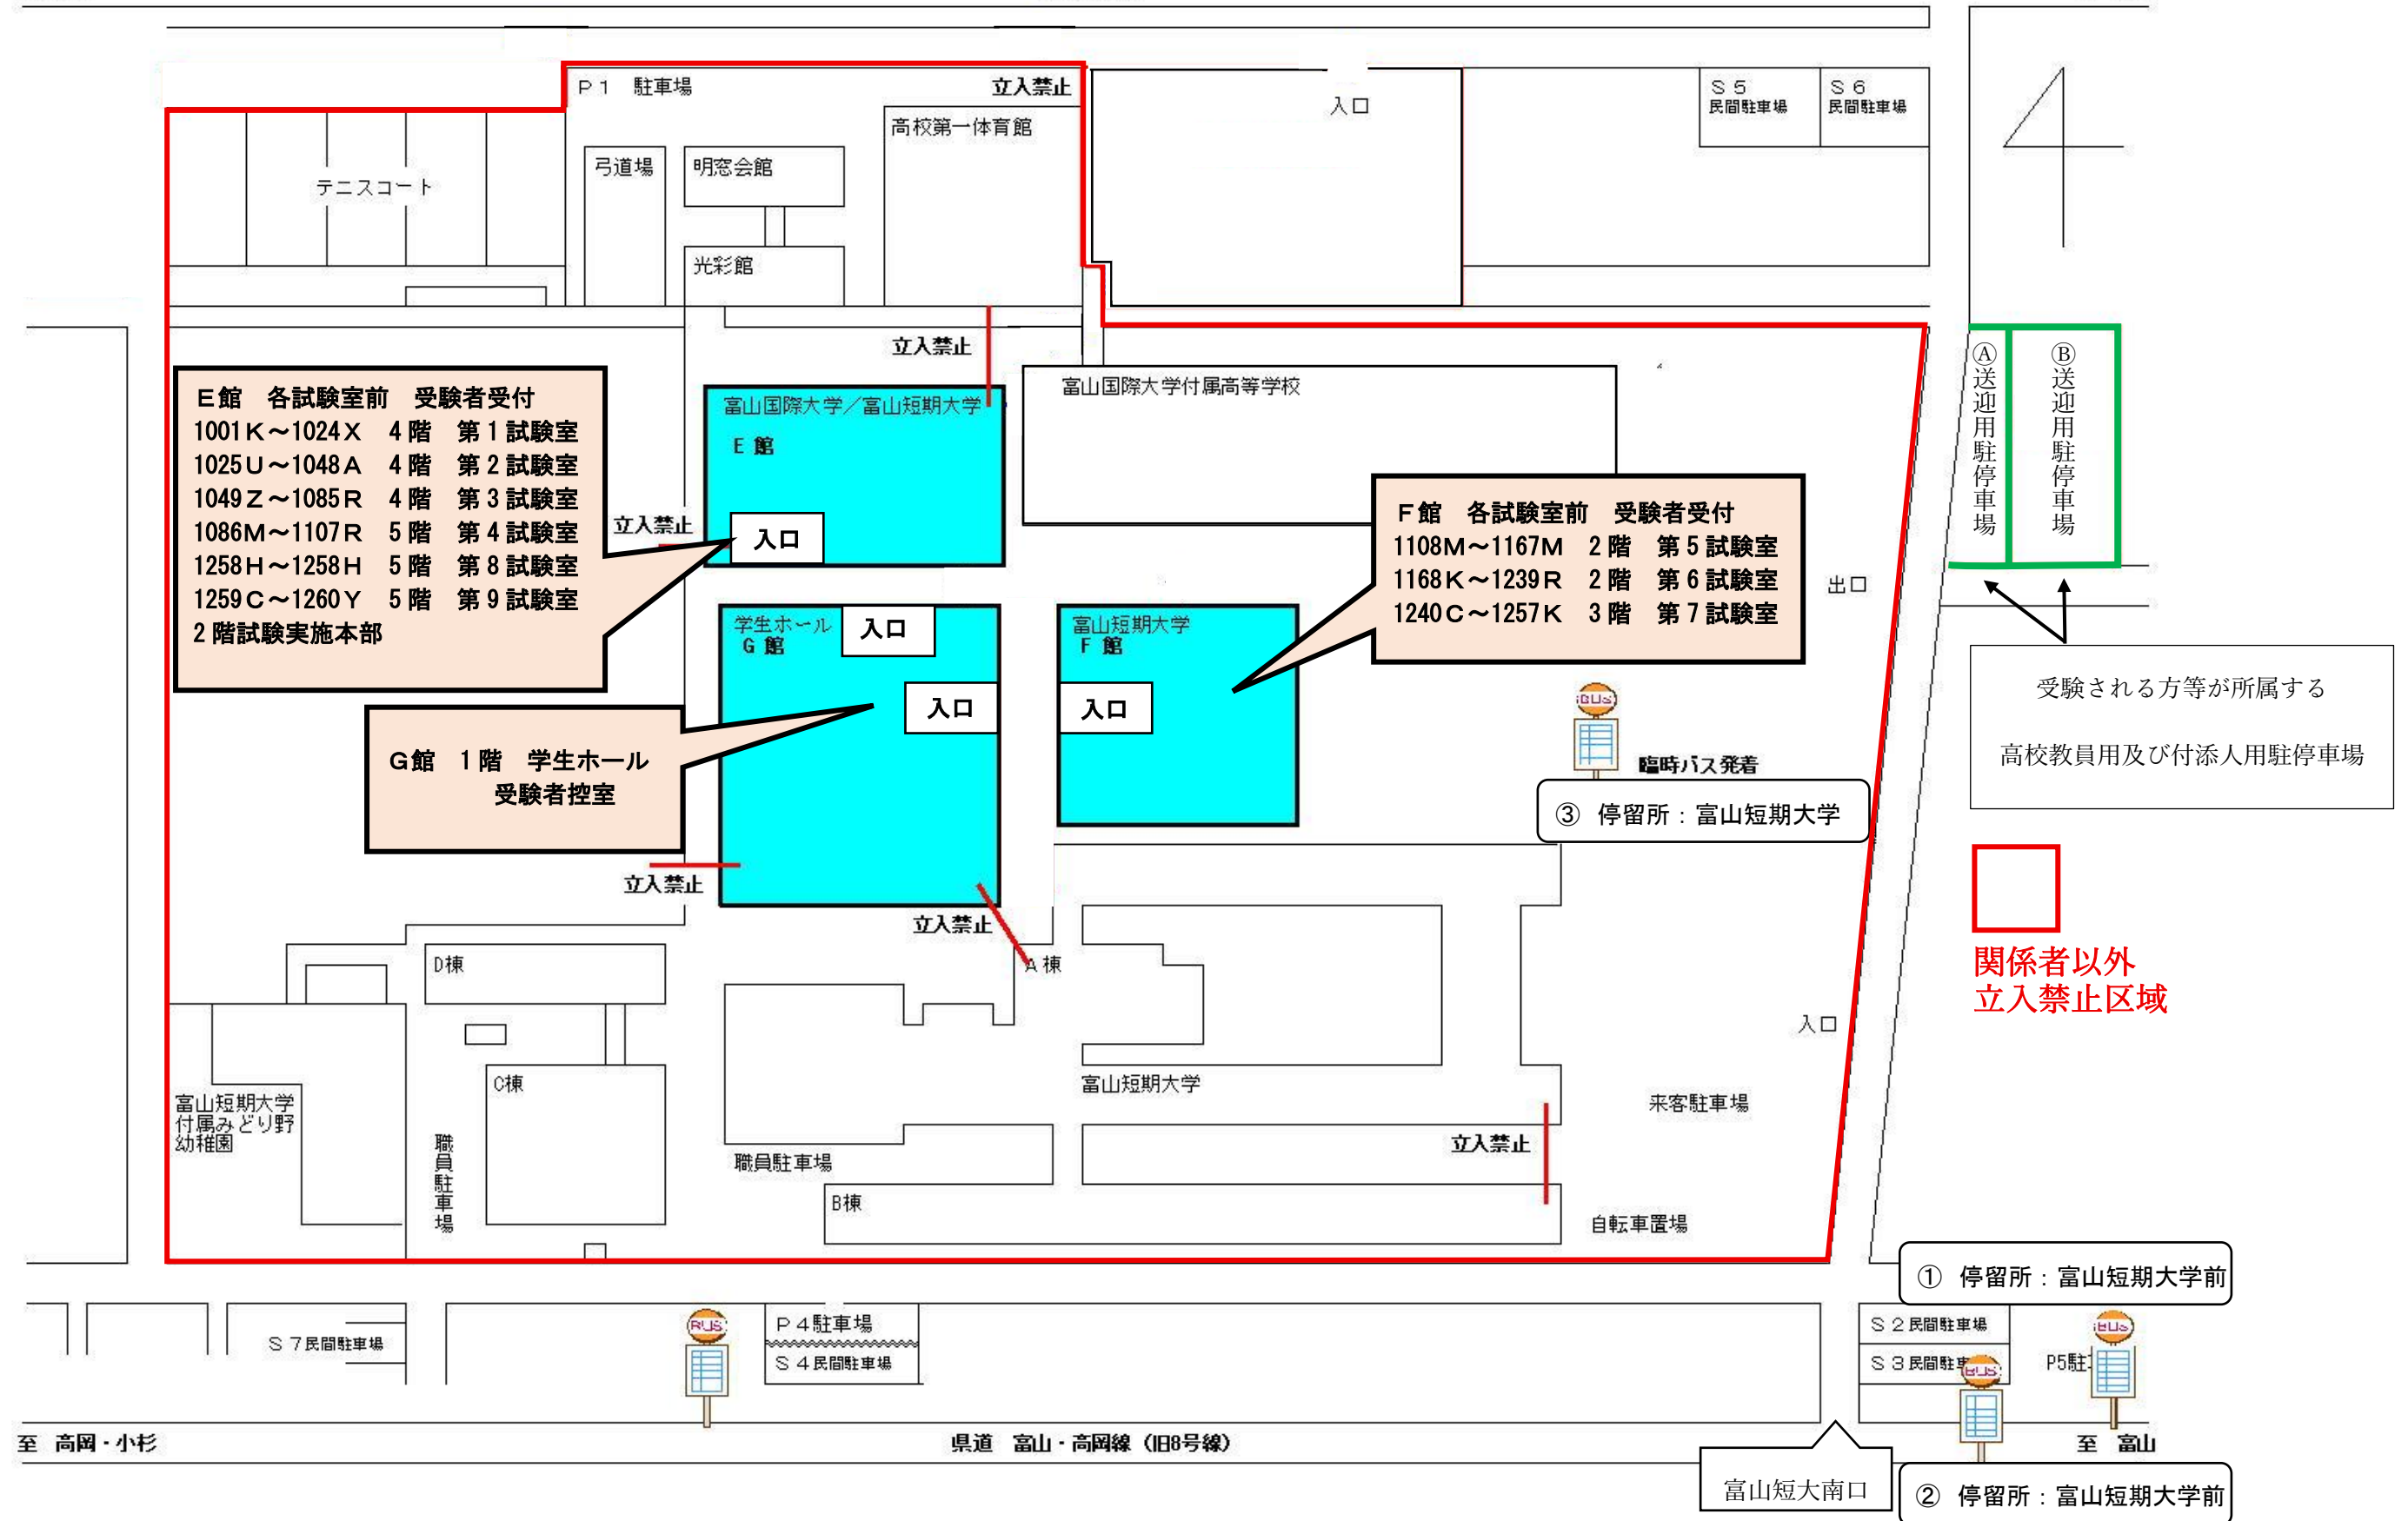 P1 駐車場
立入禁止
高校第一体育館
入口
S5
民間駐車場
S6
民間駐車場
テニスコート
弓道場
明窓会館
光彩館
立入禁止
E館 各試験室前 受験者受付
1001K~1024X 4階 第1試験室
1025U~1048A 4階 第2試験室
1049Z~1085R 4階 第3試験室
1086M~1107R 5階 第4試験室
1258H~1258H 5階 第8試験室
1259C~1260Y 5階 第9試験室
2階試験実施本部
富山国際大学/富山短期大学
E館
入口
立入禁止
富山国際大学付属高等学校
F館 各試験室前 受験者受付
1108M~1167M 2階 第5試験室
1168K~1239R 2階 第6試験室
1240C~1257K 3階 第7試験室
出口
Ⓐ送迎用駐停車場
Ⓑ送迎用駐停車場
受験される方等が所属する
高校教員用及び付添人用駐停車場
学生ホール
G館
入口
入口
富山短期大学
F館
入口
G館 1階 学生ホール
受験者控室
BUS
臨時バス発着
③ 停留所:富山短期大学
立入禁止
立入禁止
関係者以外
立入禁止区域
D棟
A棟
入口
C棟
富山短期大学
付属みどり野
幼稚園
富山短期大学
来客駐車場
職員駐車場
職員駐車場
立入禁止
B棟
自転車置場
① 停留所:富山短期大学前
S7民間駐車場
BUS
P4駐車場
S4民間駐車場
S2民間駐車場
S3民間駐車
BUS
P5駐
BUS
至 高岡・小杉
県道 富山・高岡線(旧8号線)
至 富山
富山短大南口
② 停留所:富山短期大学前